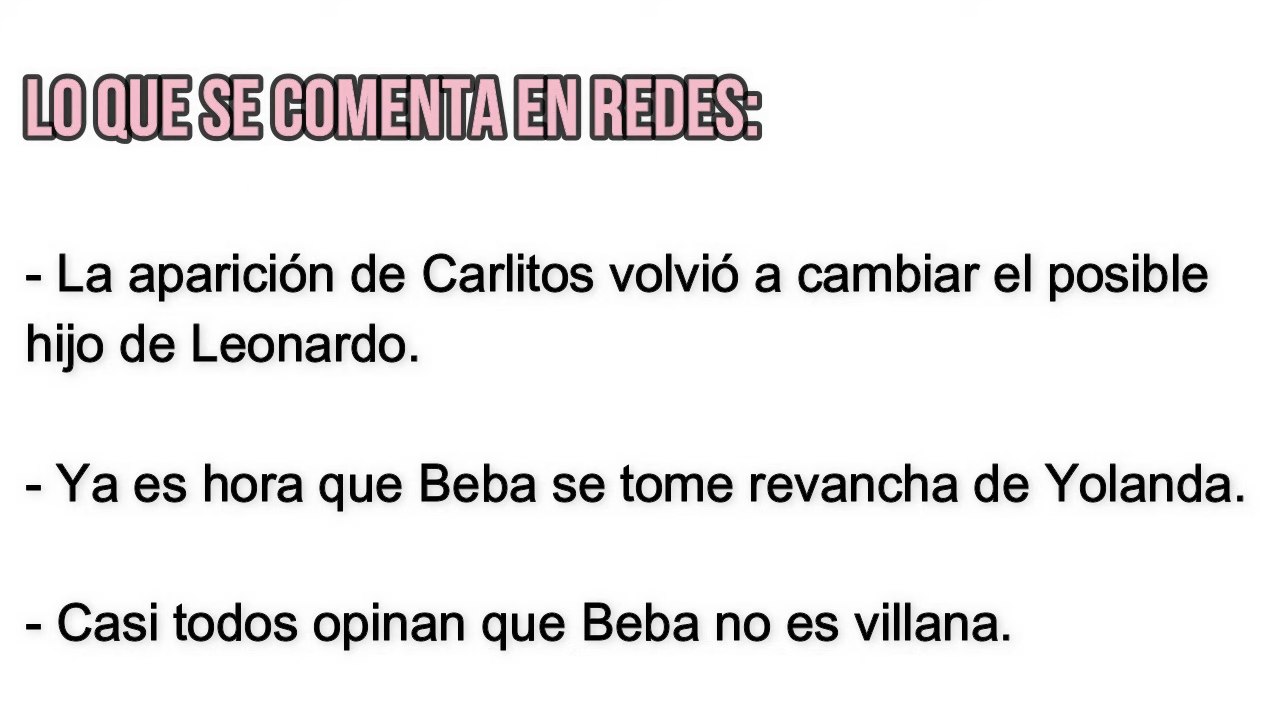 LO QUE SE COMENTA EN REDES:
- La aparición de Carlitos volvió a cambiar el posible
hijo de Leonardo.
- Ya es hora que Beba se tome revancha de Yolanda.
- Casi todos opinan que Beba no es villana.